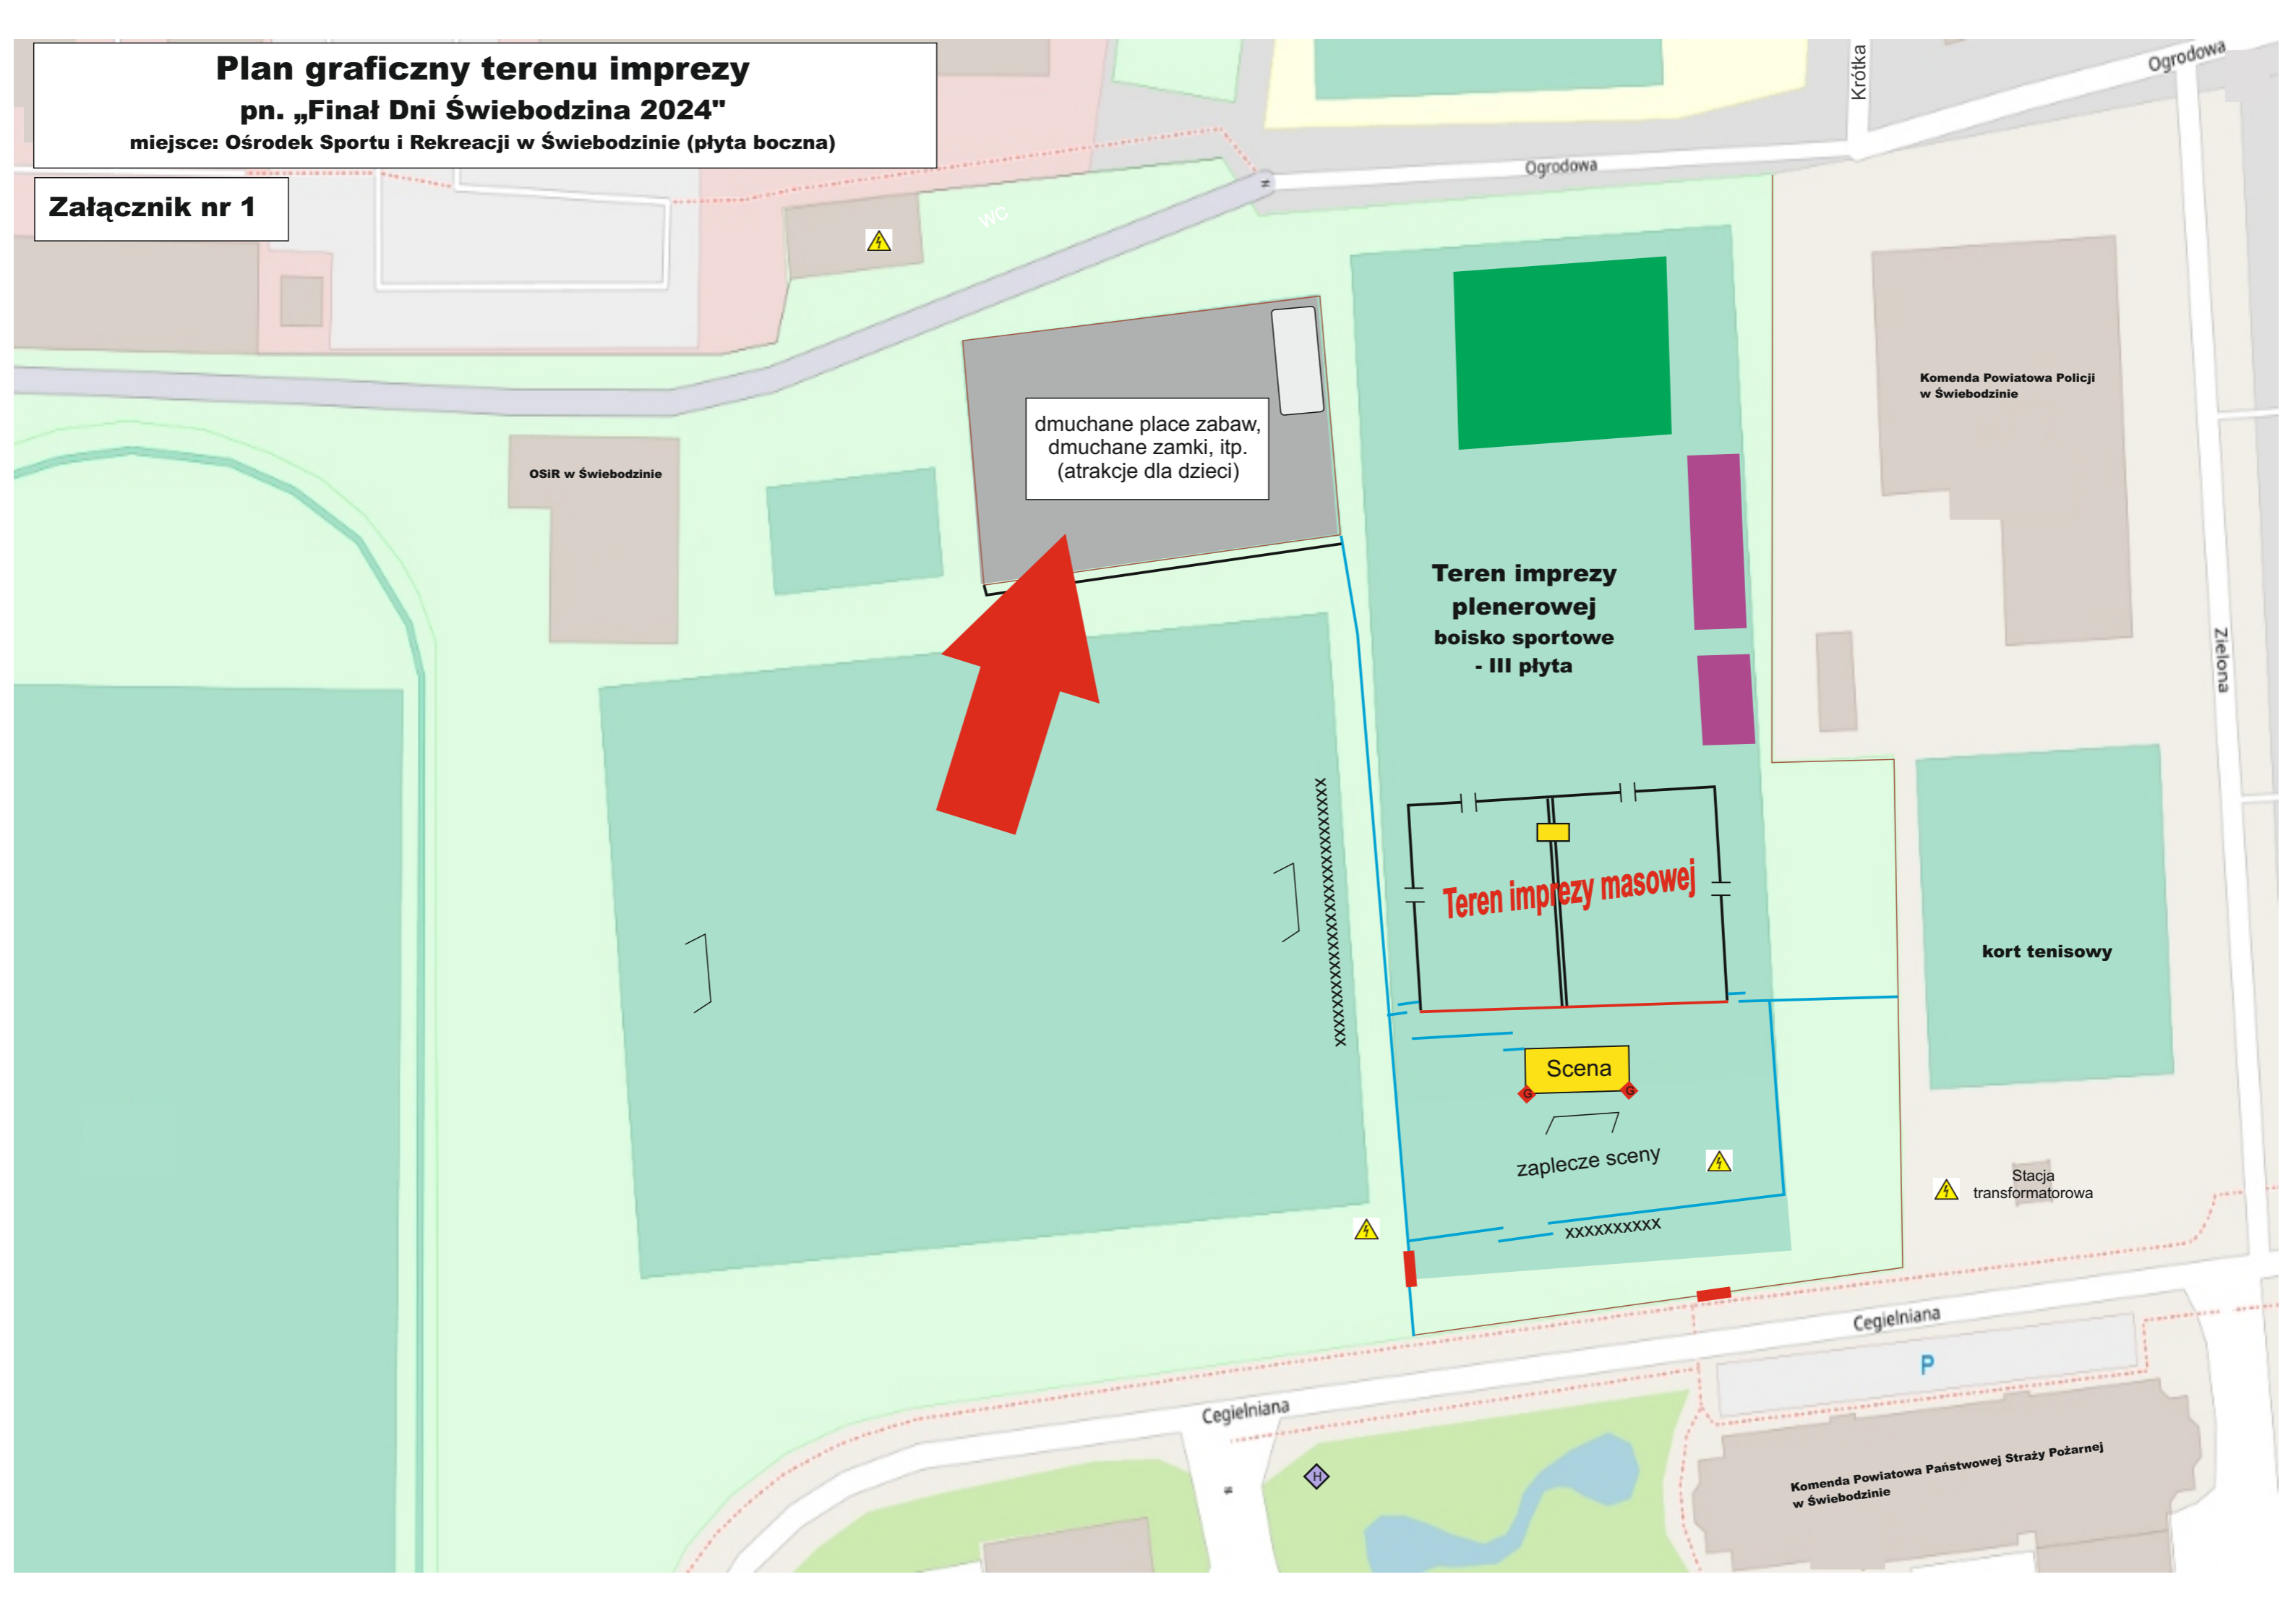 Plan graficzny terenu imprezy
pn. „Finał Dni Świebodzina 2024"
miejsce: Ośrodek Sportu i Rekreacji w Świebodzinie (płyta boczna)
Załącznik nr 1
Krótka
Ogrodowa
Ogrodowa
WC
Komenda Powiatowa Policji
w Świebodzinie
dmuchane place zabaw,
dmuchane zamki, itp.
(atrakcje dla dzieci)
OSiR w Świebodzinie
Teren imprezy
plenerowej
boisko sportowe
- III płyta
Zielona
Teren imprezy masowej
kort tenisowy
Scena
G
G
zaplecze sceny
Stacja
transformatorowa
xxxxxxxxxx
Cegielniana
P
Cegielniana
H
Komenda Powiatowa Państwowej Straży Pożarnej
w Świebodzinie